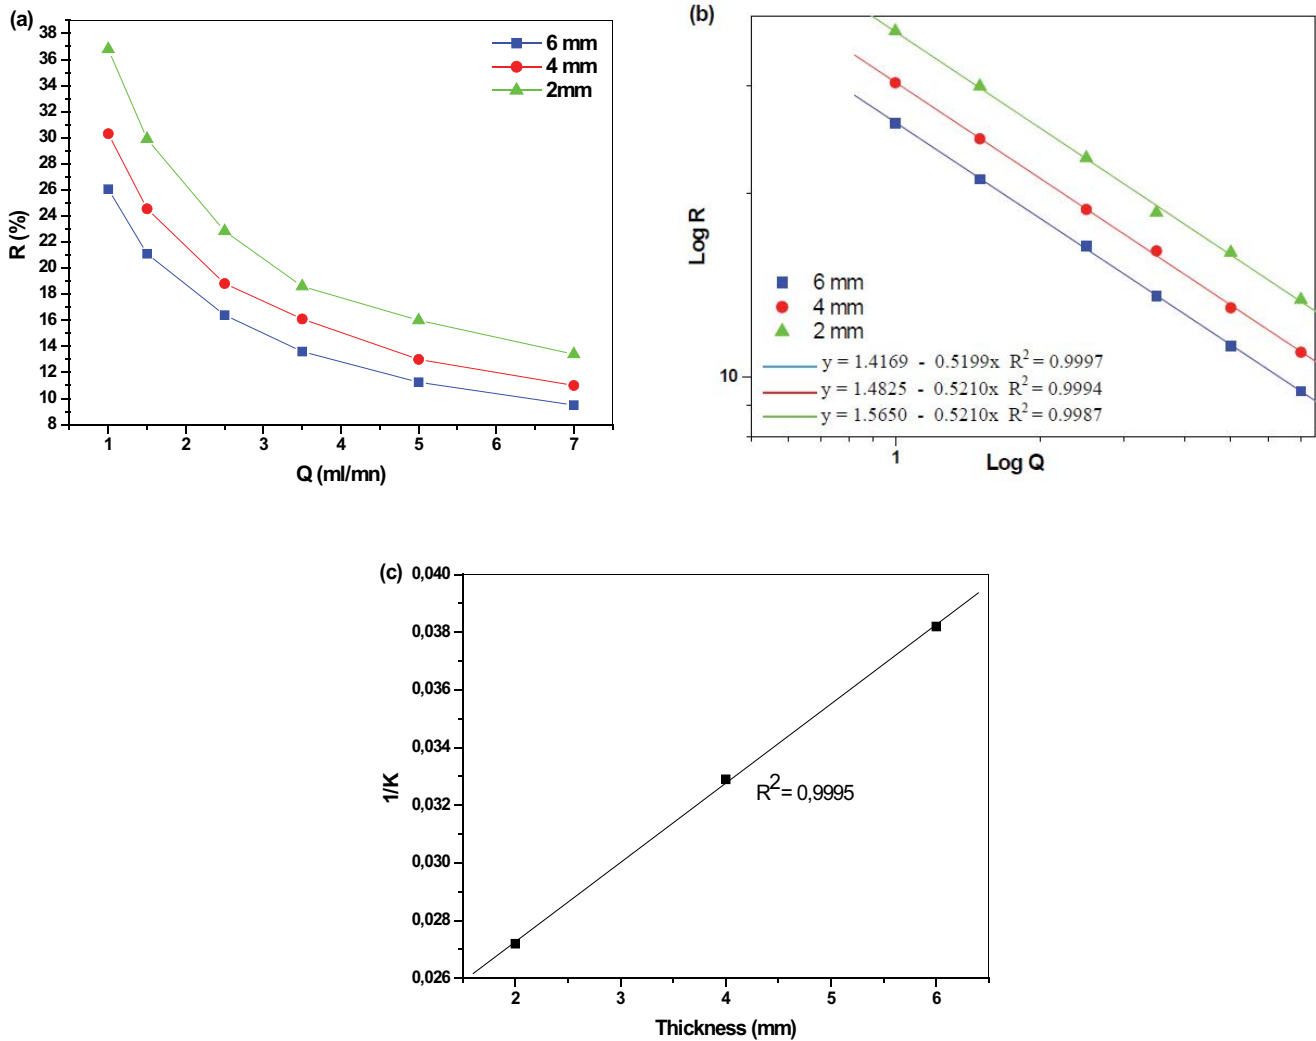 (a)
38
36
34
32
30
28
26
24
22
20
18
16
14
12
10
8
R (%)
6 mm
4 mm
2mm
1 2 3 4 5 6 7
Q (ml/mn)
(b)
Log R
10
6 mm
4 mm
2 mm
y = 1.4169 - 0.5199x R² = 0.9997
y = 1.4825 - 0.5210x R² = 0.9994
y = 1.5650 - 0.5210x R² = 0.9987
1
Log Q
(c)
0,040
0,038
0,036
0,034
0,032
0,030
0,028
0,026
1/K
R²= 0,9995
2 3 4 5 6
Thickness (mm)